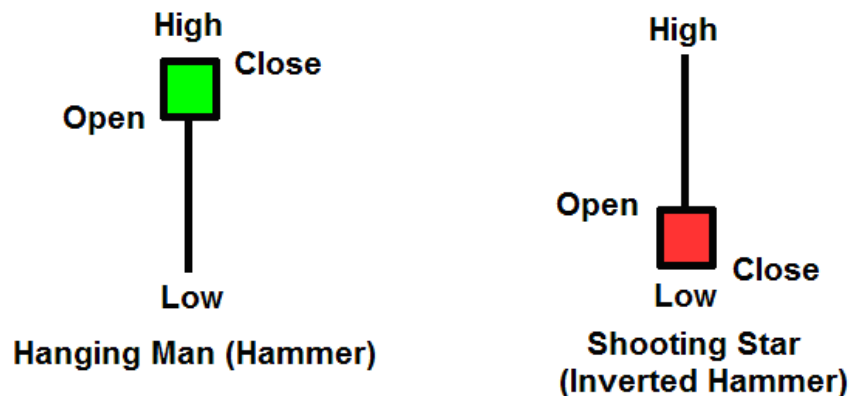 High
Close
Open
Low
Hanging Man (Hammer)
High
Open
Close
Low
Shooting Star
(Inverted Hammer)